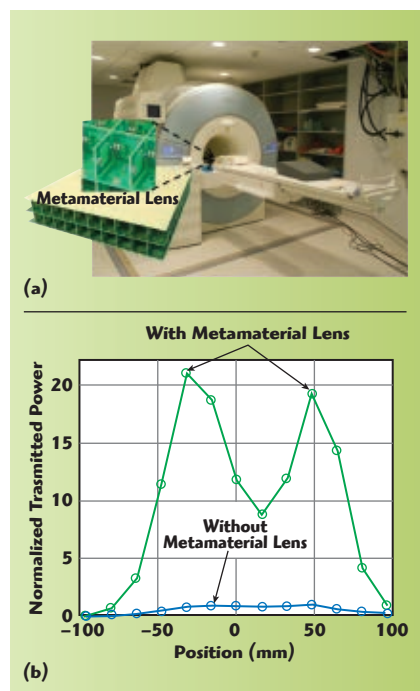 Metamaterial Lens
(a)
With Metamaterial Lens
Normalized Trasmitted Power
20
15
10
5
0
Without
Metamaterial Lens
−100 −50 0 50 100
Position (mm)
(b)